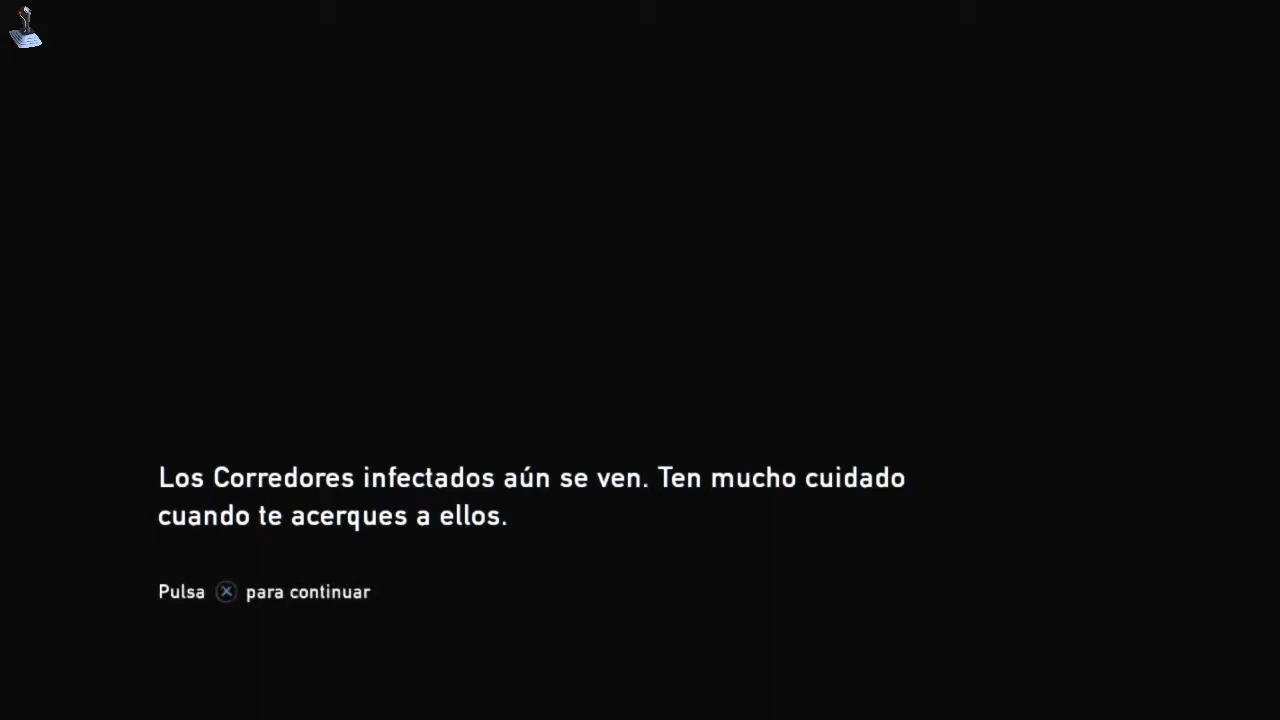 Los Corredores infectados aún se ven. Ten mucho cuidado
cuando te acerques a ellos.
Pulsa para continuar